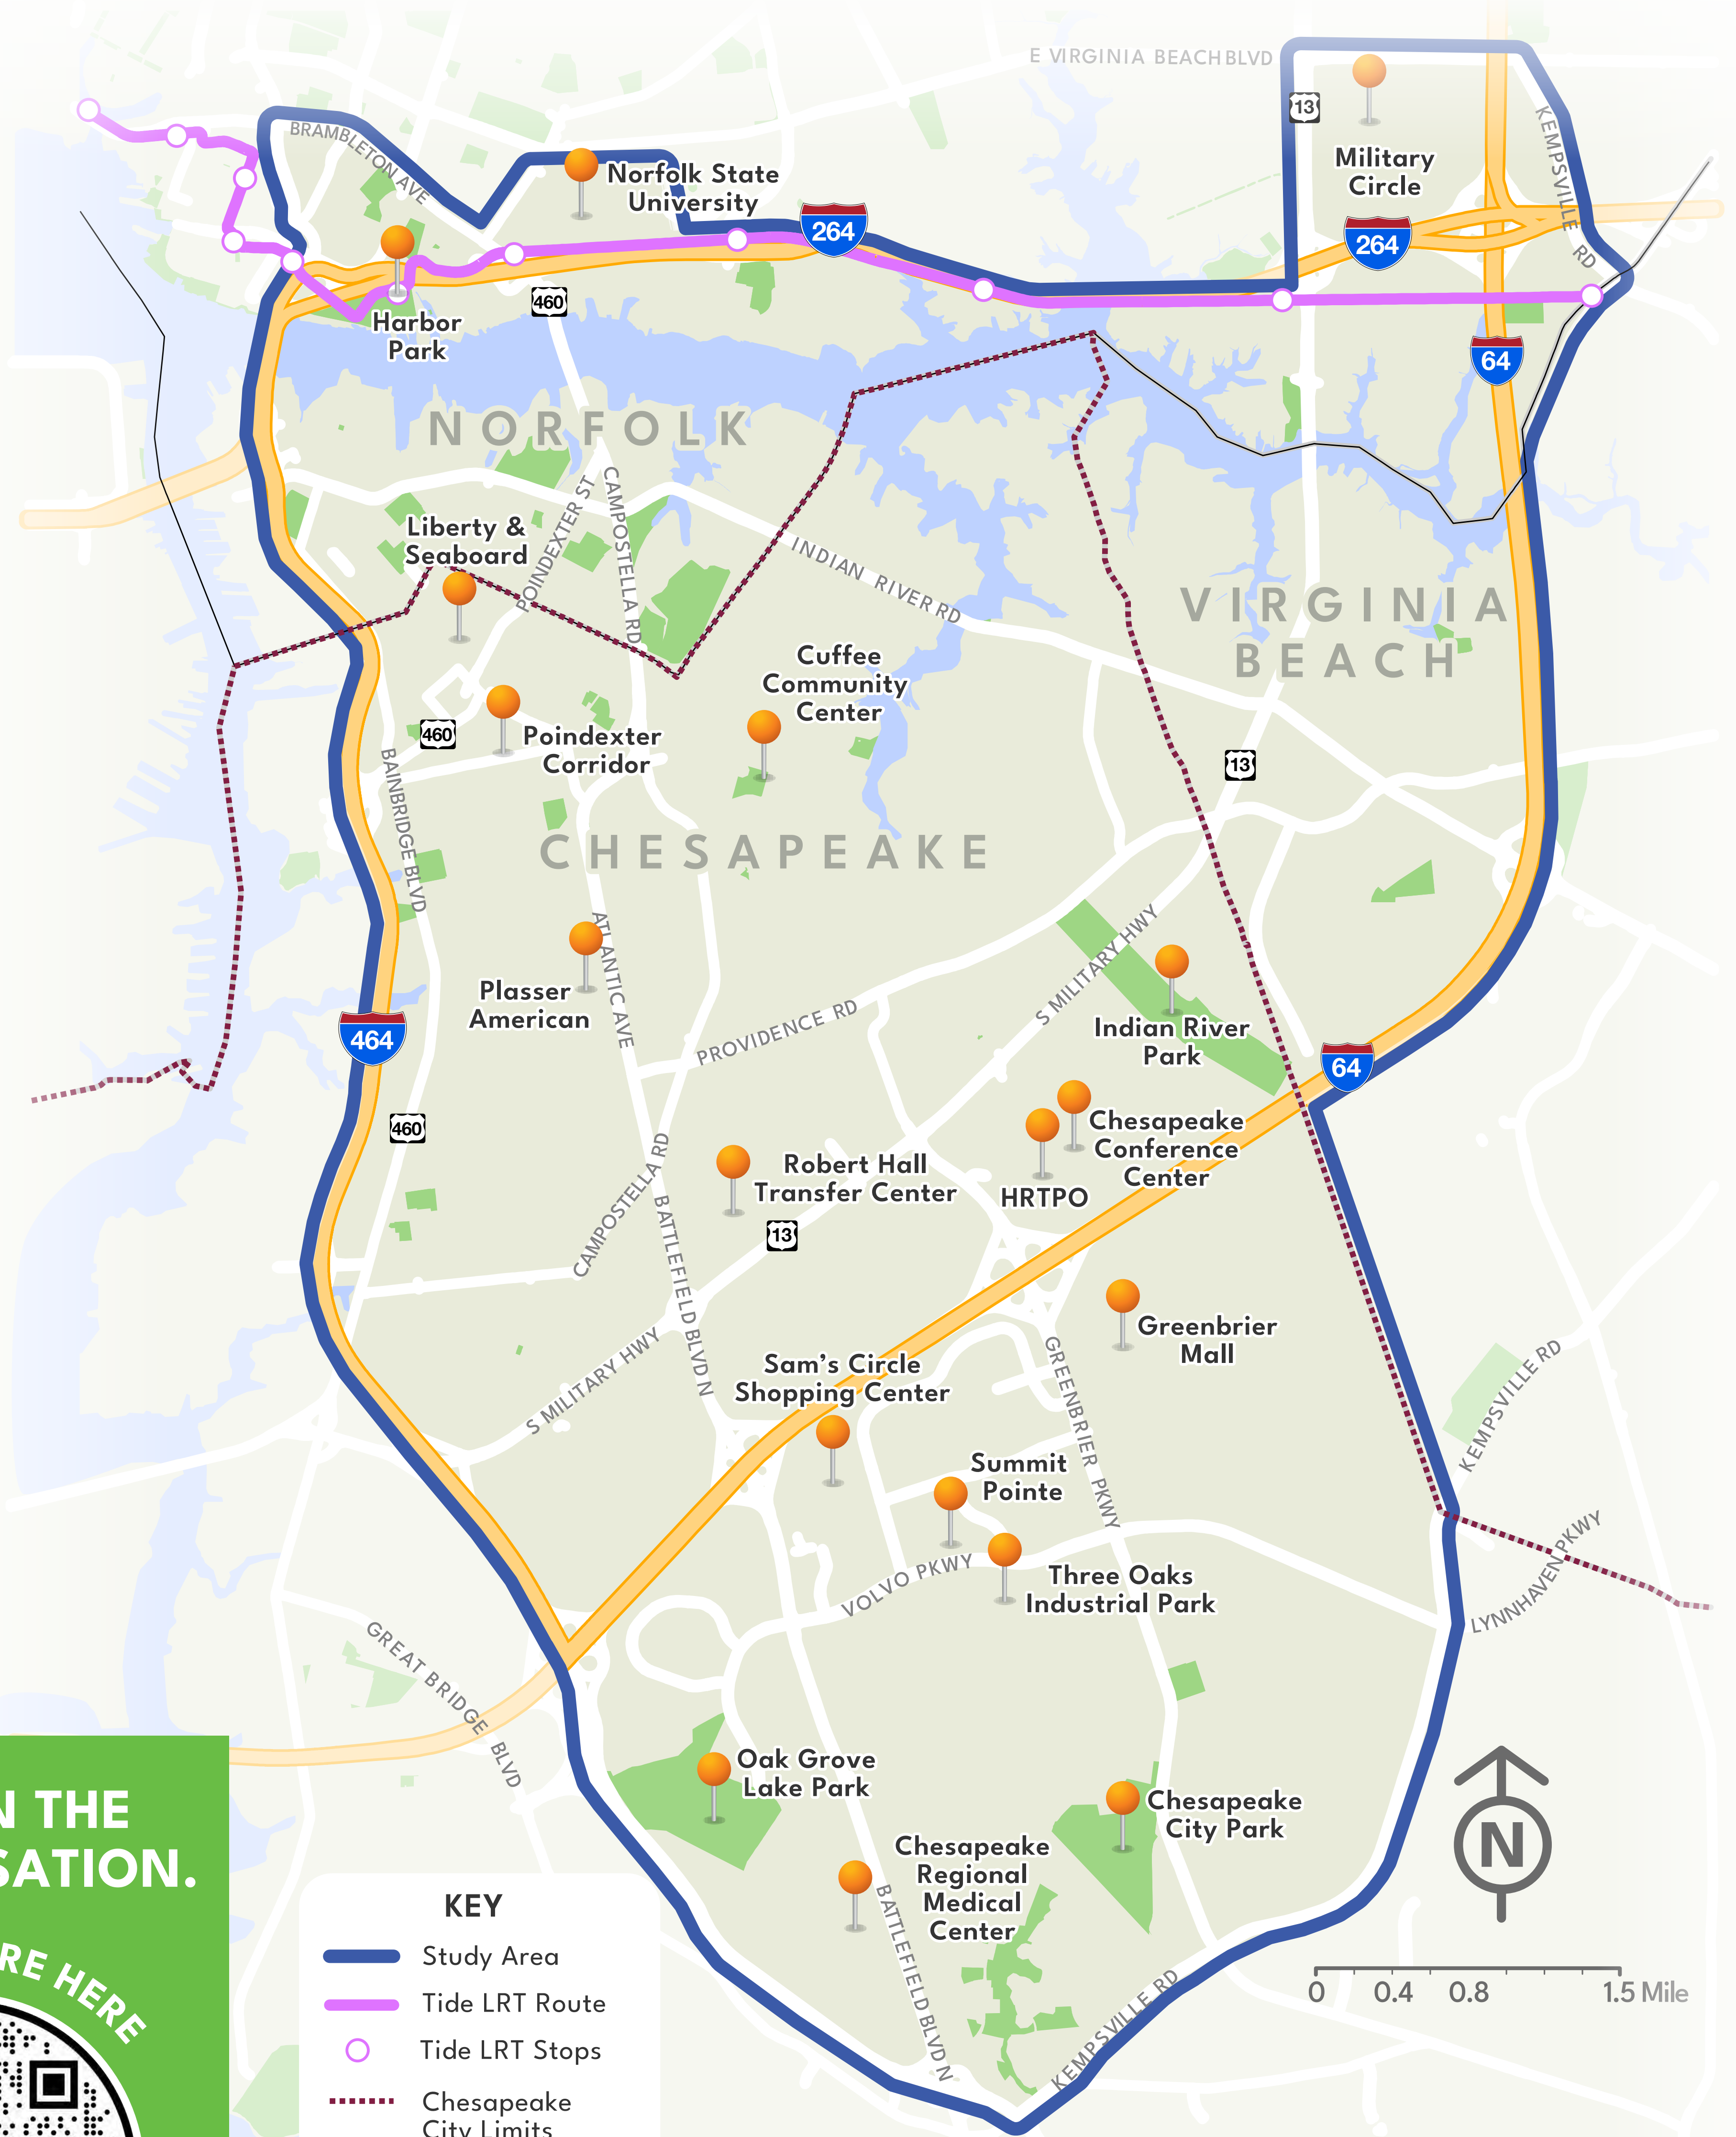 E VIRGINIA BEACH BLVD
13
KEMPSVILLE RD
BRAMBLETON AVE
Military
Circle
Norfolk State
University
264
264
Harbor
Park
460
64
NORFOLK
CAMPOSTELLA RD
POINDEXTER ST
Liberty &
Seaboard
INDIAN RIVER RD
VIRGINIA
BEACH
Cuffee
Community
Center
460
Poindexter
Corridor
13
BAINBRIDGE BLVD
CHESAPEAKE
ATLANTIC AVE
S MILITARY HWY
Plasser
American
PROVIDENCE RD
Indian River
Park
464
64
460
Chesapeake
Conference
Center
HRTPO
Robert Hall
Transfer Center
13
CAMPOSTELLA RD
BATTLEFIELD BLVD N
Greenbrier
Mall
S MILITARY HWY
Sam's Circle
Shopping Center
GREENBRIER PKWY
KEMPSVILLE RD
Summit
Pointe
VOLVO PKWY
Three Oaks
Industrial Park
LYNNHAVEN PKWY
GREAT BRIDGE BLVD
Oak Grove
Lake Park
Chesapeake
City Park
Chesapeake
Regional
Medical
Center
BATTLEFIELD BLVD N
KEMPSVILLE RD
N
0 0.4 0.8 1.5 Mile
N THE
SATION.
RE HERE
KEY
Study Area
Tide LRT Route
Tide LRT Stops
Chesapeake
City Limits